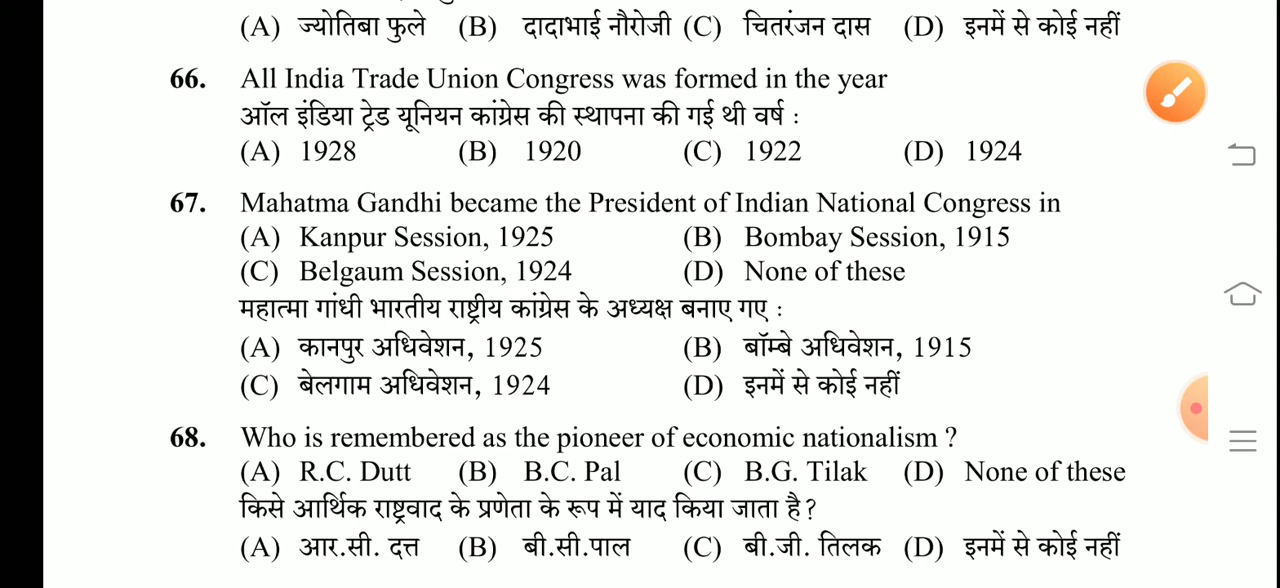 (A) ज्योतिबा फुले (B) दादाभाई नौरोजी (C) चितरंजन दास (D) इनमें से कोई नहीं
66. All India Trade Union Congress was formed in the year
ऑल इंडिया ट्रेड यूनियन कांग्रेस की स्थापना की गई थी वर्ष :
(A) 1928 (B) 1920 (C) 1922 (D) 1924
67. Mahatma Gandhi became the President of Indian National Congress in
(A) Kanpur Session, 1925 (B) Bombay Session, 1915
(C) Belgaum Session, 1924 (D) None of these
महात्मा गांधी भारतीय राष्ट्रीय कांग्रेस के अध्यक्ष बनाए गए :
(A) कानपुर अधिवेशन, 1925 (B) बॉम्बे अधिवेशन, 1915
(C) बेलगाम अधिवेशन, 1924 (D) इनमें से कोई नहीं
68. Who is remembered as the pioneer of economic nationalism ?
(A) R.C. Dutt (B) B.C. Pal (C) B.G. Tilak (D) None of these
किसे आर्थिक राष्ट्रवाद के प्रणेता के रूप में याद किया जाता है ?
(A) आर.सी. दत्त (B) बी.सी.पाल (C) बी.जी. तिलक (D) इनमें से कोई नहीं